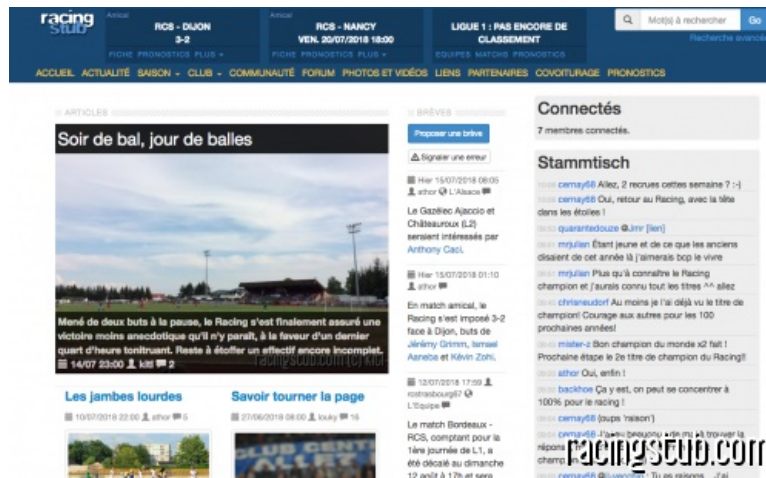 racing
stub
Amical
RCS - DIJON
3-2
FICHE PRONOSTICS PLUS
Amical
RCS - NANCY
VEN. 20/07/2018 18:00
FICHE PRONOSTICS PLUS
LIGUE 1 : PAS ENCORE DE
CLASSEMENT
EQUIPES MATCHS PRONOSTICS
Mot(s) à rechercher Go
Recherche avancée
ACCUEIL ACTUALITÉ SAISON CLUB COMMUNAUTÉ FORUM PHOTOS ET VIDÉOS LIENS PARTENAIRES COVOITURAGE PRONOSTICS
ARTICLES
Soir de bal, jour de balles
Mené de deux buts à la pause, le Racing s'est finalement assuré une
victoire moins anecdotique qu'il n'y paraît, à la faveur d'un dernier
quart d'heure tonitruant. Reste à étoffer un effectif encore incomplet.
14/07 23:00 kitl 2
Les jambes lourdes
10/07/2018 22:00 athor 5
Savoir tourner la page
27/06/2018 08:00 louky 16
CLUB CENT
BRÈVES
Proposer une brève
Signaler une erreur
Hier 15/07/2018 08:05
athor L'Alsace
Le Gazélec Ajaccio et
Châteauroux (L2)
seraient intéressés par
Anthony Caci.
Hier 15/07/2018 01:10
athor
En match amical, le
Racing s'est imposé 3-2
face à Dijon, buts de
Jérémy Grimm, Ismael
Aaneba et Kévin Zohi.
12/07/2018 17:59
rostrasbourg67
L'Equipe
Le match Bordeaux -
RCS, comptant pour la
1ère journée de L1, a
été décalé au dimanche
12 août à 17h et sera
Connectés
7 membres connectés.
Stammtisch
cernay68 Allez, 2 recrues cettes semaine ? :-)
cernay68 Oui, retour au Racing, avec la tête
dans les étoiles !
quarantedouze @Jmr [lien]
mrjulian Étant jeune et de ce que les anciens
disaient de cet année là j'aimerais bcp le vivre
mrjulian Plus qu'à connaître le Racing
champion et j'aurais connu tout les titres ^^ allez
chrisneudorf Au moins je l'ai déjà vu le titre de
champion! Courage aux autres pour les 100
prochaines années!
mister-z Bon champion du monde x2 fait !
Prochaine étape le 2e titre de champion du Racing!!
athor Oui, enfin !
backhoe Ça y est, on peut se concentrer à
100% pour le racing !
cernay68 (oups 'raison')
racingstub.com